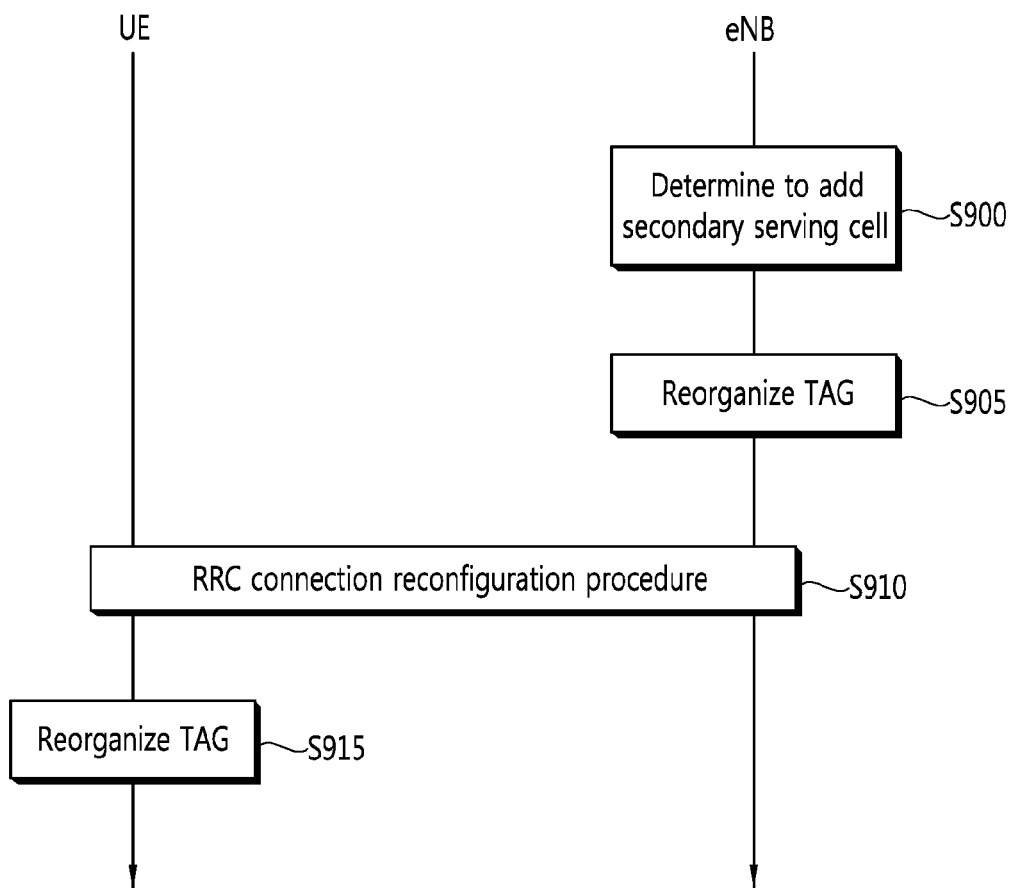 UE
eNB
Determine to add
secondary serving cell
S900
Reorganize TAG
S905
RRC connection reconfiguration procedure
S910
Reorganize TAG
S915